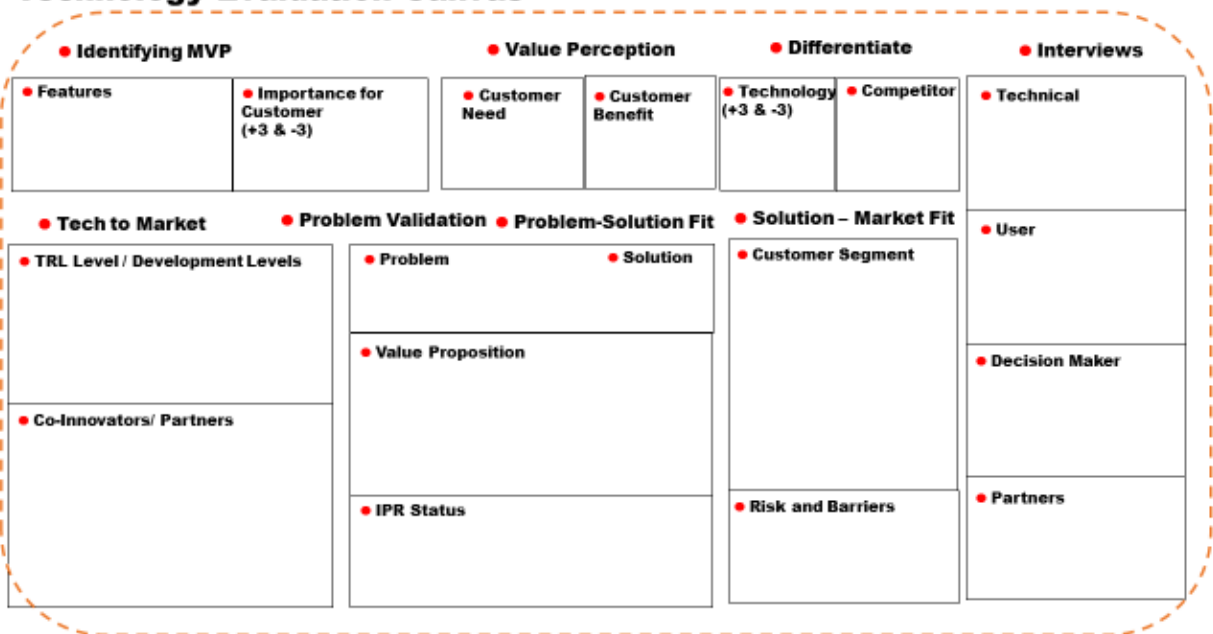 Identifying MVP
Value Perception
Differentiate
Interviews
Features
Importance for
Customer
(+3 & -3)
Customer
Need
Customer
Benefit
Technology
(+3 & -3)
Competitor
Technical
Tech to Market
Problem Validation
Problem-Solution Fit
Solution – Market Fit
User
TRL Level / Development Levels
Problem
Solution
Customer Segment
Value Proposition
Decision Maker
Co-Innovators/ Partners
IPR Status
Risk and Barriers
Partners